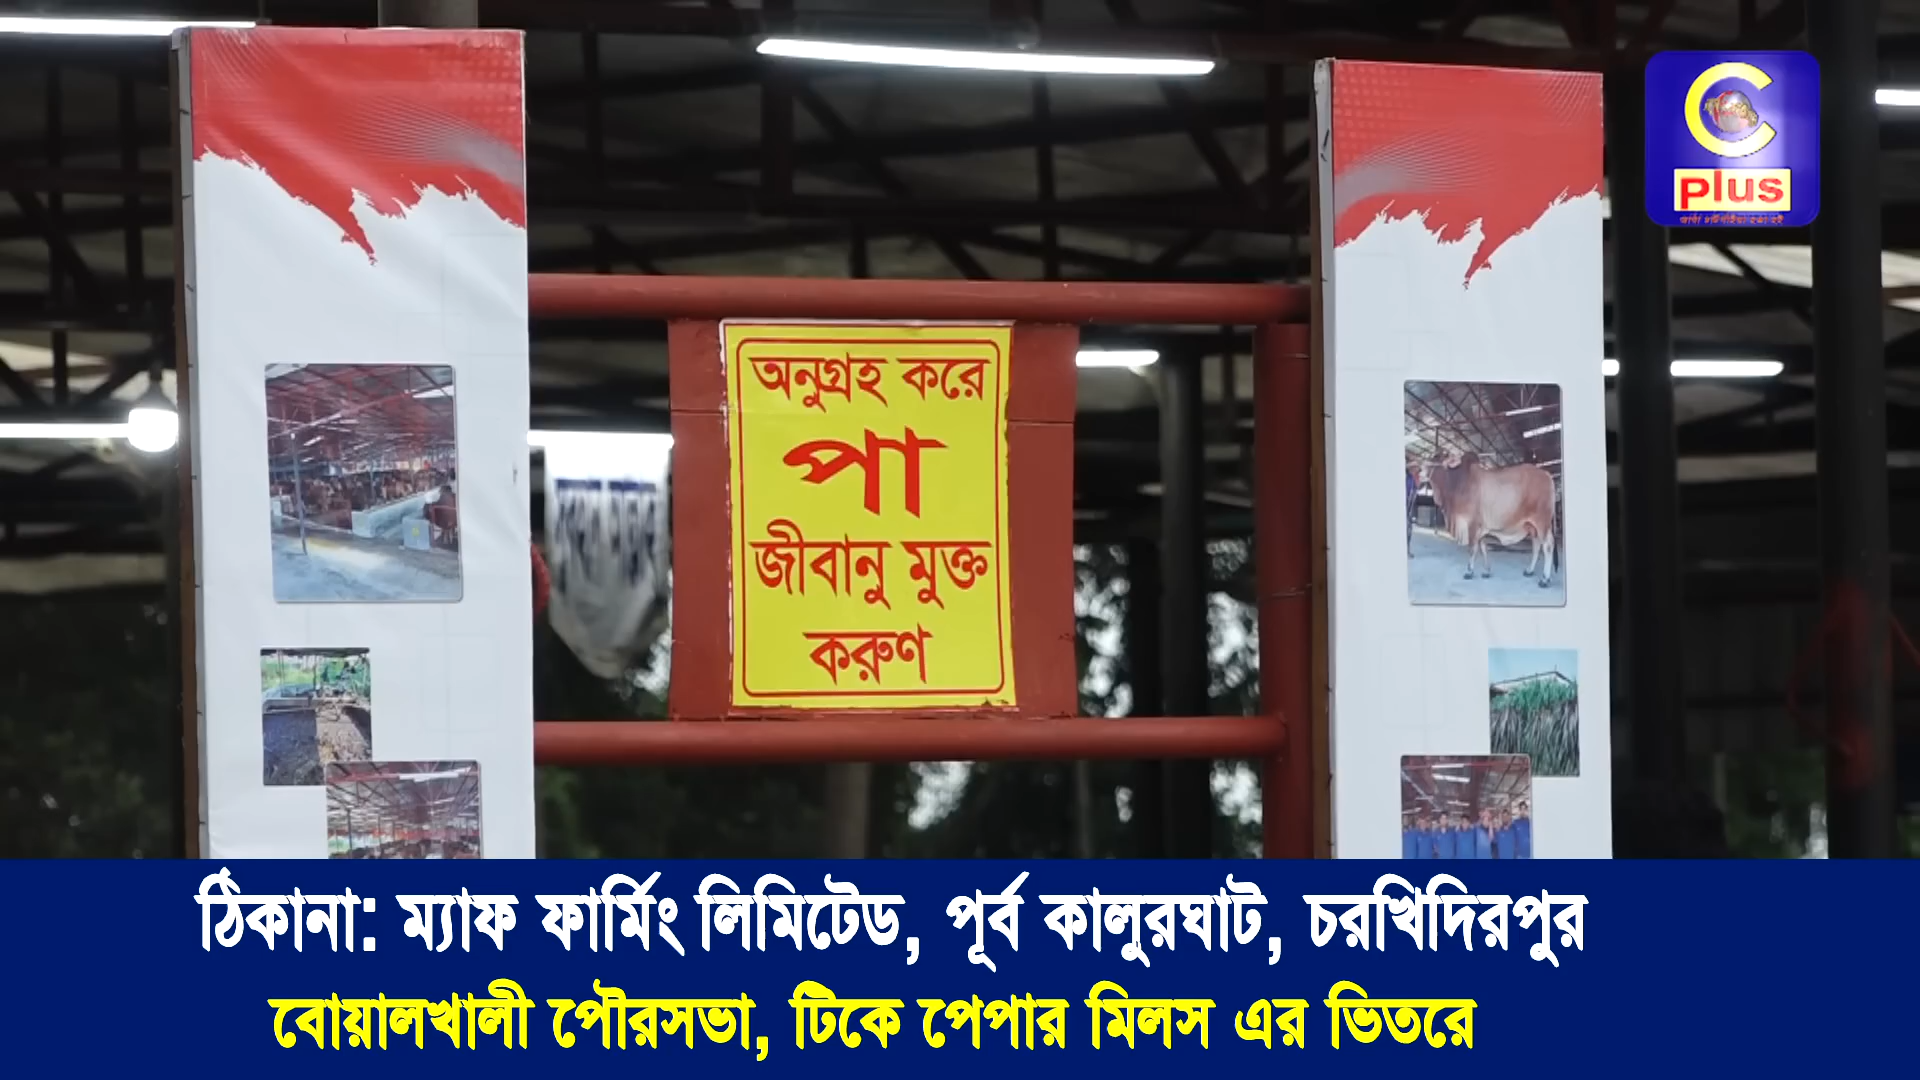 C
plus
অনুগ্রহ করে
পা
জীবানু মুক্ত
করুণ
ঠিকানা: ম্যাফ ফার্মিং লিমিটেড, পূর্ব কালুরঘাট, চরখিদিরপুর
বোয়ালখালী পৌরসভা, টিকে পেপার মিলস এর ভিতরে